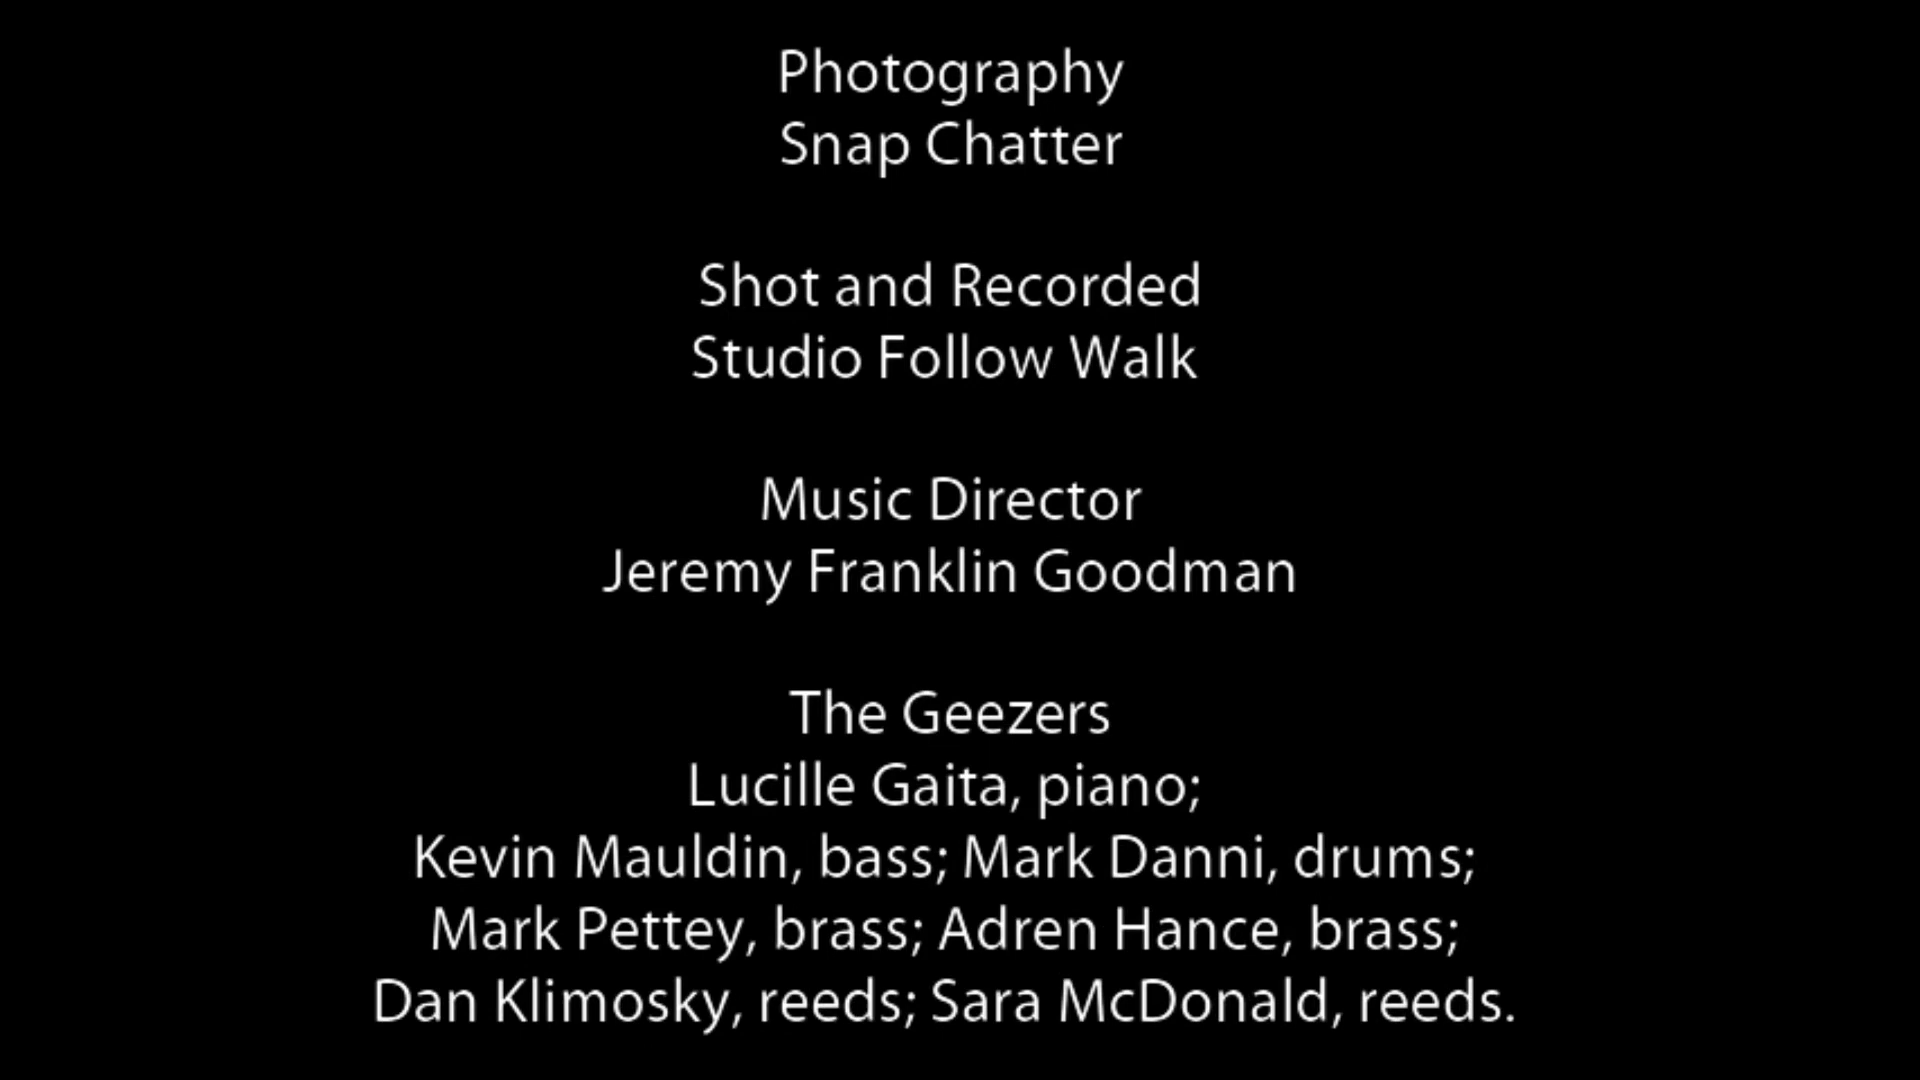 Photography
Snap Chatter
Shot and Recorded
Studio Follow Walk
Music Director
Jeremy Franklin Goodman
The Geezers
Lucille Gaita, piano;
Kevin Mauldin, bass; Mark Danni, drums;
Mark Pettey, brass; Adren Hance, brass;
Dan Klimosky, reeds; Sara McDonald, reeds.